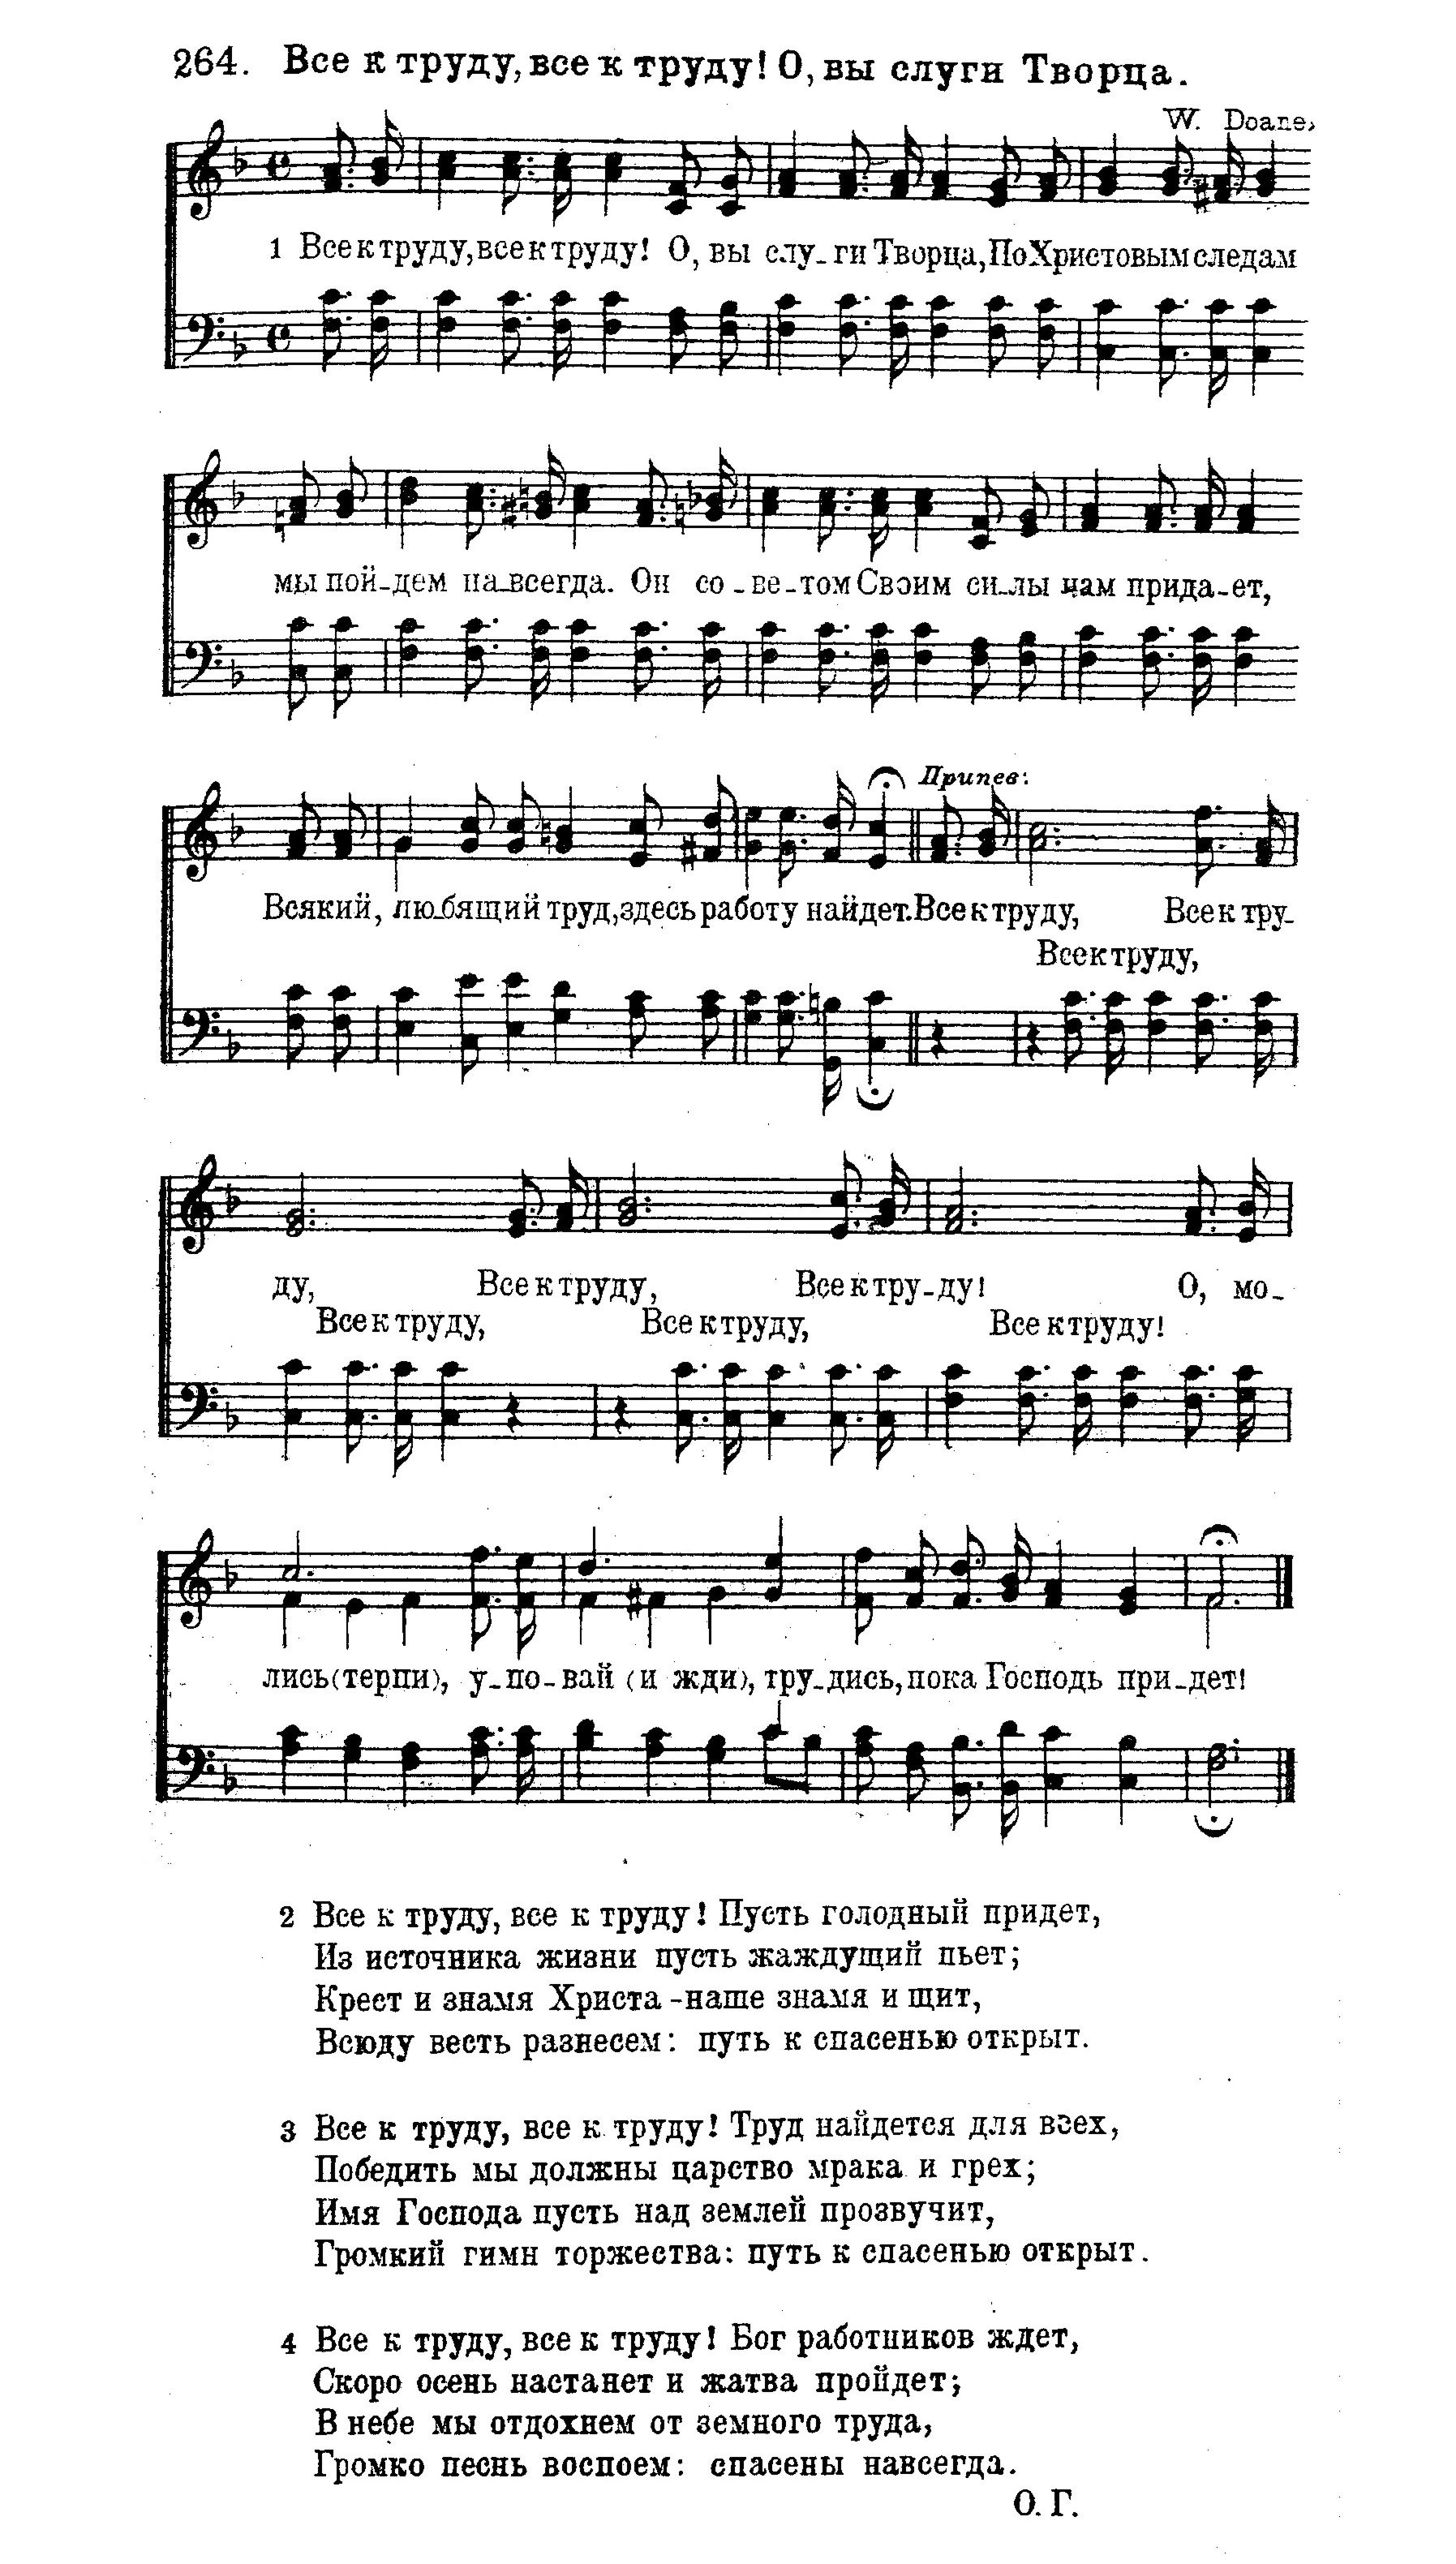 264. Все к труду, все к труду! О, вы слуги Творца.
W. Doane
1 Все к труду, все к труду! О, вы слу-ги Творца, По Христовым следам
мы пой-дем на-всегда. Он со-ве-том Своим си-лы нам прида-ет,
Припев:
Всякий, лю-бящий труд, здесь работу найдет. Все к труду, Все к тру-
Все к труду,
ду, Все к труду, Все к тру-ду! О, мо-
Все к труду, Все к труду, Все к труду!
лись (терпи), у-по-вай (и жди), тру-дись, пока Господь при-дет!
2 Все к труду, все к труду! Пусть голодный придет,
Из источника жизни пусть жаждущий пьет;
Крест и знамя Христа - наше знамя и щит,
Всюду весть разнесем: путь к спасенью открыт.
3 Все к труду, все к труду! Труд найдется для всех,
Победить мы должны царство мрака и грех;
Имя Господа пусть над землей прозвучит,
Громкий гимн торжества: путь к спасенью открыт.
4 Все к труду, все к труду! Бог работников ждет,
Скоро осень настанет и жатва пройдет;
В небе мы отдохнем от земного труда,
Громко песнь воспоем: спасены навсегда.
О. Г.